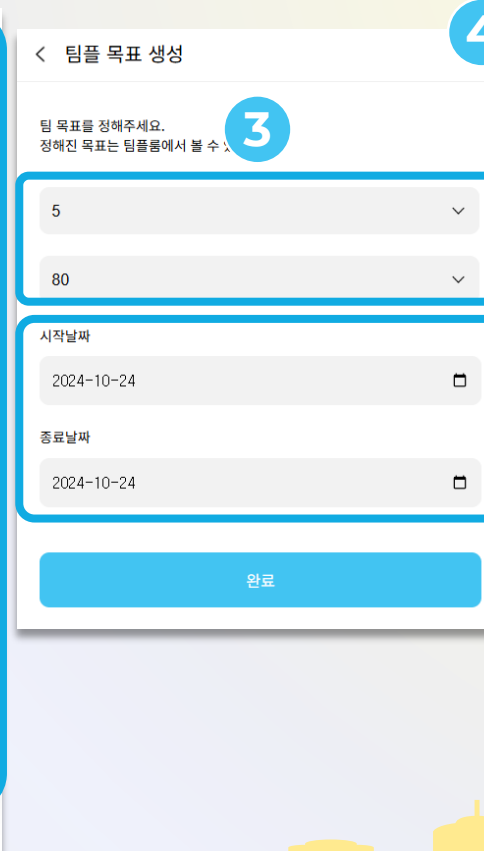 4
팀플 목표 생성
팀 목표를 정해주세요.
3
정해진 목표는 팀플룸에서 볼 수
5
80
시작날짜
2024-10-24
종료날짜
2024-10-24
완료